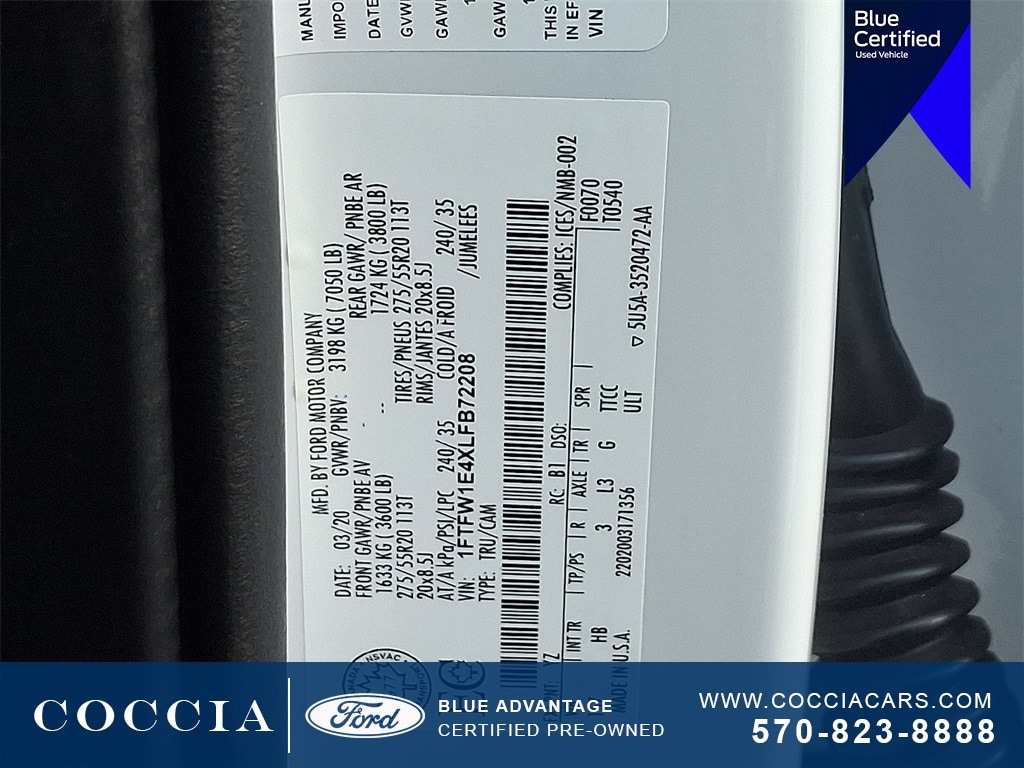 MANU
IMPO
DATE
GVWR
GAWR
GAWR
THIS
IN EF
VIN
Blue
Certified
Used Vehicle
MFD. BY FORD MOTOR COMPANY
DATE: 03/20 GVWR/PNBV: 3198 KG ( 7050 LB)
FRONT GAWR/PNBE AV REAR GAWR/ PNBE AR
1633 KG ( 3600 LB) -- 1724 KG ( 3800 LB)
275/55R20 113T TIRES/PNEUS 275/55R20 113T
20x8.5J RIMS/JANTES 20x8.5J
AT/A kPa/PSI/LPC 240/ 35 COLD/A FROID 240/ 35
VIN: 1FTFW1E4XLFB72208 /JUMELEES
TYPE: TRU/CAM
COMPLIES: ICES/NMB-002
YZ RC: B1 DSO: F0070
INT TR TP/PS R AXLE TR SPR T0540
HB 3 L3 G TTCC
ULT
MADE IN U.S.A. 2202003171356 5U5A-3520472-AA
NSVAC
COCCIA
Ford
BLUE ADVANTAGE
CERTIFIED PRE-OWNED
WWW.COCCIACARS.COM
570-823-8888